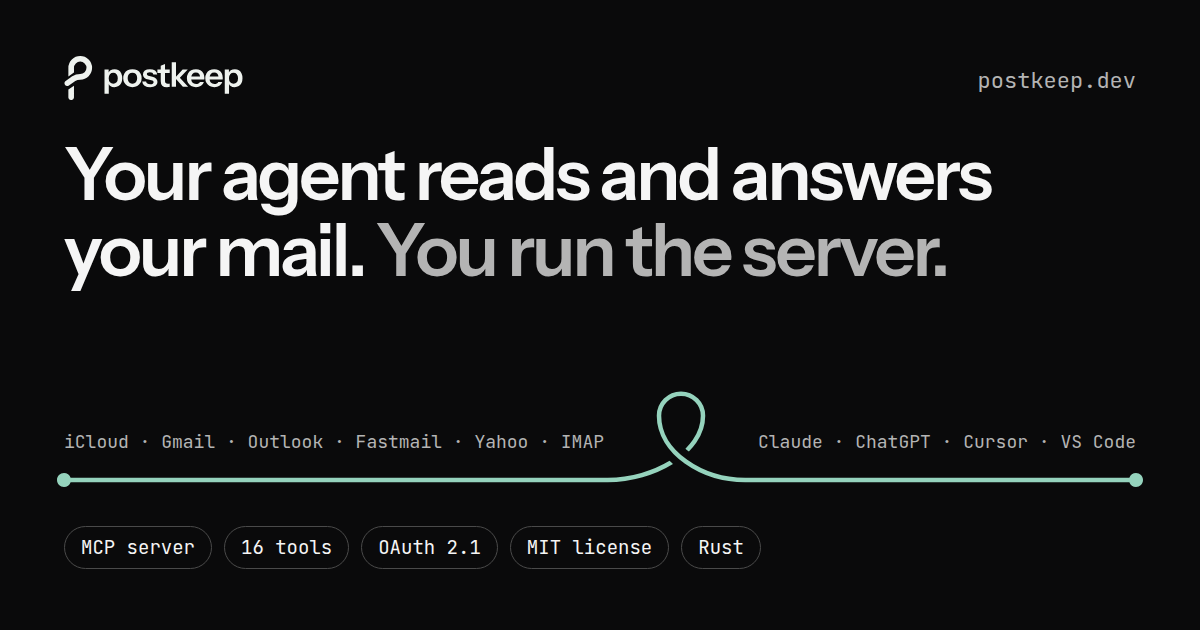 postkeep
postkeep.dev
Your agent reads and answers
your mail. You run the server.
iCloud · Gmail · Outlook · Fastmail · Yahoo · IMAP
Claude · ChatGPT · Cursor · VS Code
MCP server
16 tools
OAuth 2.1
MIT license
Rust